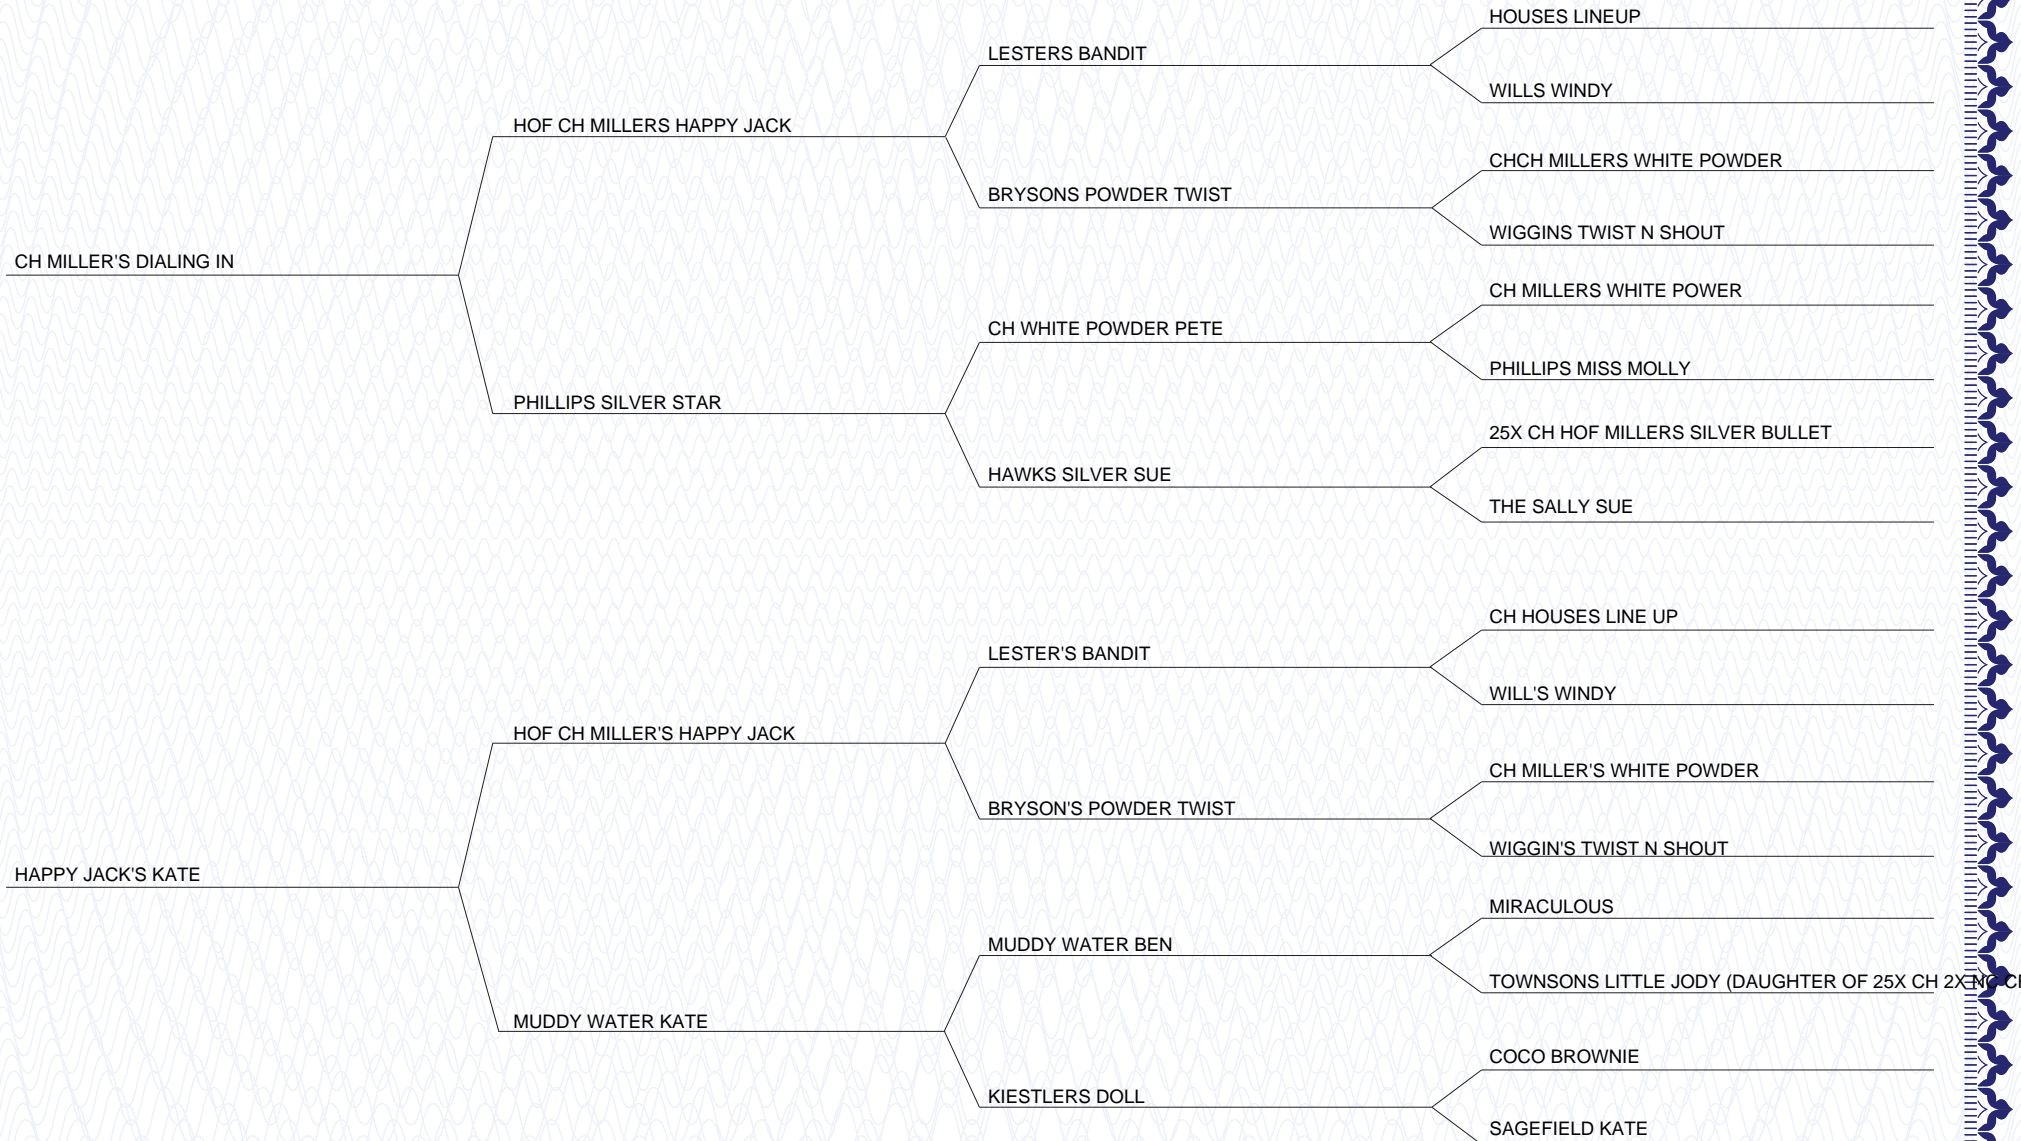 HOUSES LINEUP
LESTERS BANDIT
WILLS WINDY
HOF CH MILLERS HAPPY JACK
CHCH MILLERS WHITE POWDER
BRYSONS POWDER TWIST
WIGGINS TWIST N SHOUT
CH MILLER'S DIALING IN
CH MILLERS WHITE POWER
CH WHITE POWDER PETE
PHILLIPS MISS MOLLY
PHILLIPS SILVER STAR
25X CH HOF MILLERS SILVER BULLET
HAWKS SILVER SUE
THE SALLY SUE
CH HOUSES LINE UP
LESTER'S BANDIT
WILL'S WINDY
HOF CH MILLER'S HAPPY JACK
CH MILLER'S WHITE POWDER
BRYSON'S POWDER TWIST
WIGGIN'S TWIST N SHOUT
HAPPY JACK'S KATE
MIRACULOUS
MUDDY WATER BEN
TOWNSONS LITTLE JODY (DAUGHTER OF 25X CH 2X NC
MUDDY WATER KATE
COCO BROWNIE
KIESTLERS DOLL
SAGEFIELD KATE